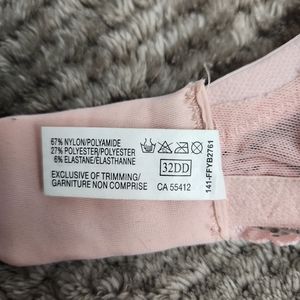 67% NYLON/POLYAMIDE
27% POLYESTER/POLYESTER
6% ELASTANE/ELASTHANNE
32DD
EXCLUSIVE OF TRIMMING/
GARNITURE NON COMPRISE
CA 55412
141-FFYB2761